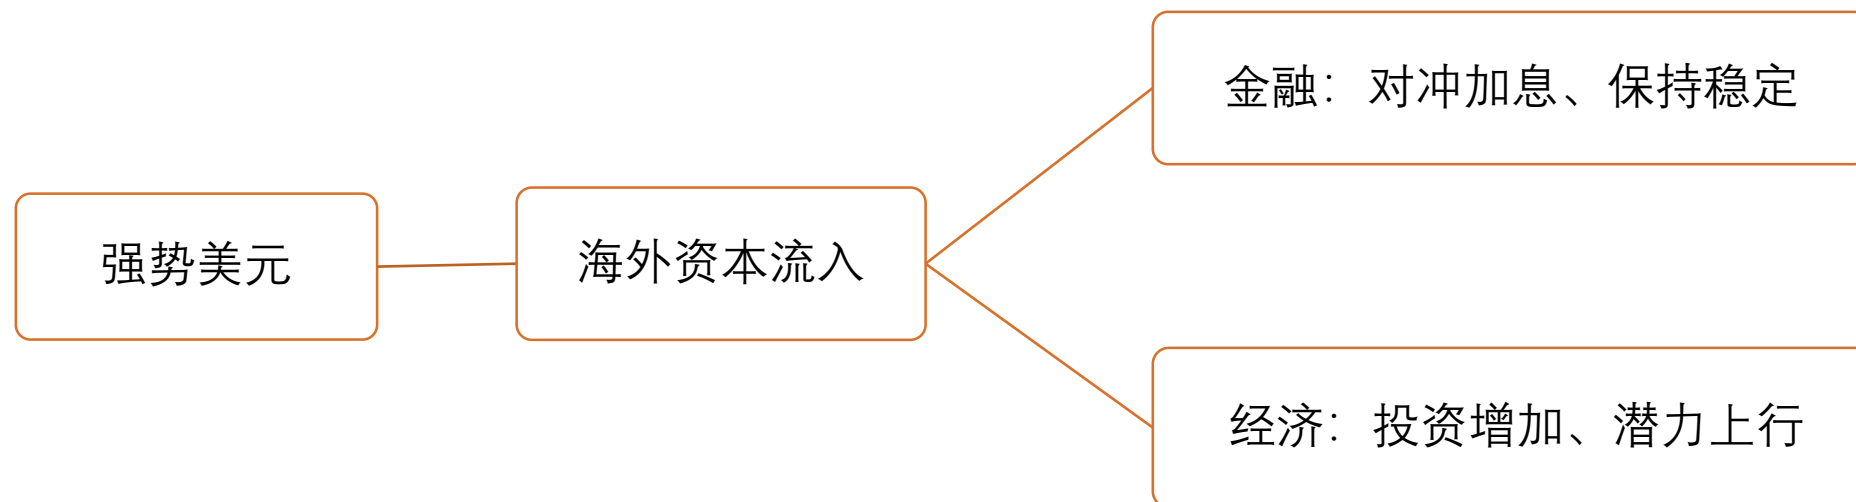 强势美元
海外资本流入
金融：对冲加息、保持稳定
经济：投资增加、潜力上行